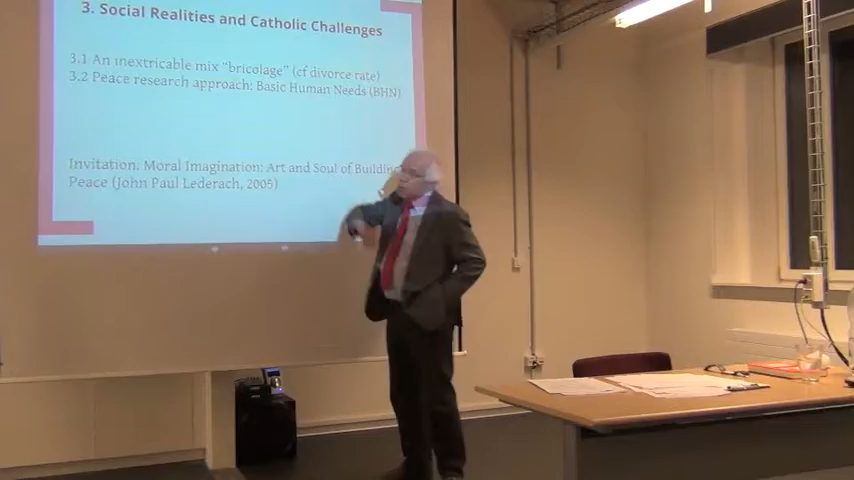 3. Social Realities and Catholic Challenges
3.1 An inextricable mix "bricolage" (cf divorce rate)
3.2 Peace research approach: Basic Human Needs (BHN)
Invitation: Moral Imagination: Art and Soul of Building
Peace (John Paul Lederach, 2005)